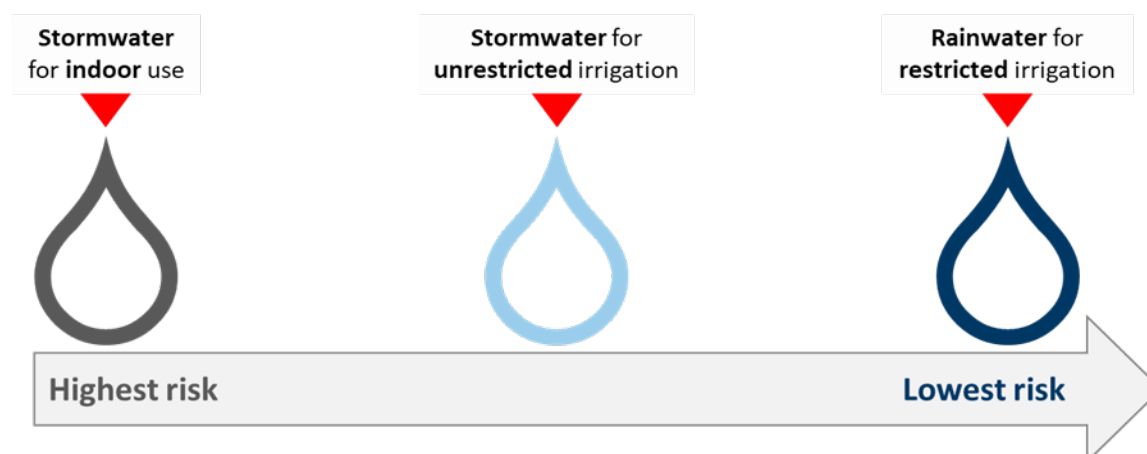 Stormwater
for indoor use
Stormwater for
unrestricted irrigation
Rainwater for
restricted irrigation
Highest risk
Lowest risk